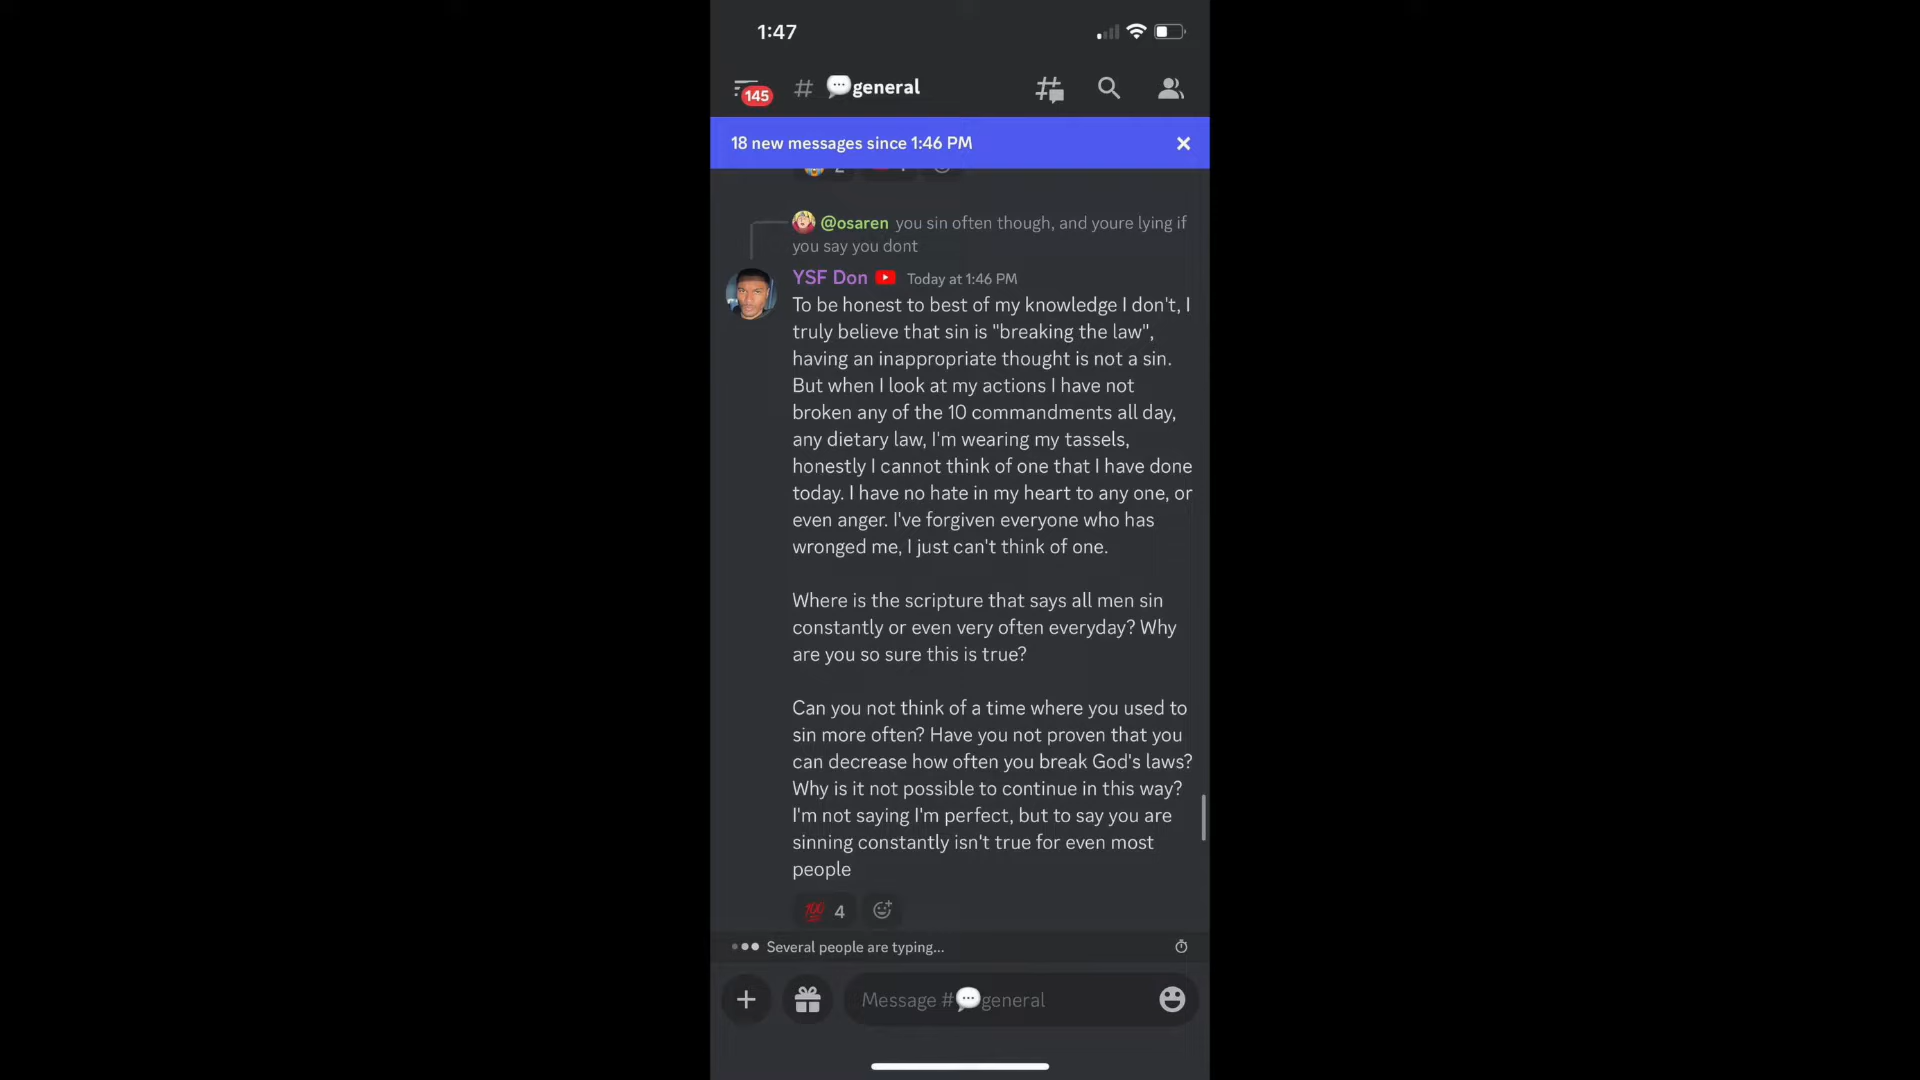 1:47
145
# 💬general
18 new messages since 1:46 PM
@osaren you sin often though, and youre lying if
you say you dont
YSF Don Today at 1:46 PM
To be honest to best of my knowledge I don't, I
truly believe that sin is "breaking the law",
having an inappropriate thought is not a sin.
But when I look at my actions I have not
broken any of the 10 commandments all day,
any dietary law, I'm wearing my tassels,
honestly I cannot think of one that I have done
today. I have no hate in my heart to any one, or
even anger. I've forgiven everyone who has
wronged me, I just can't think of one.
Where is the scripture that says all men sin
constantly or even very often everyday? Why
are you so sure this is true?
Can you not think of a time where you used to
sin more often? Have you not proven that you
can decrease how often you break God's laws?
Why is it not possible to continue in this way?
I'm not saying I'm perfect, but to say you are
sinning constantly isn't true for even most
people
💯 4
Several people are typing...
Message #💬general